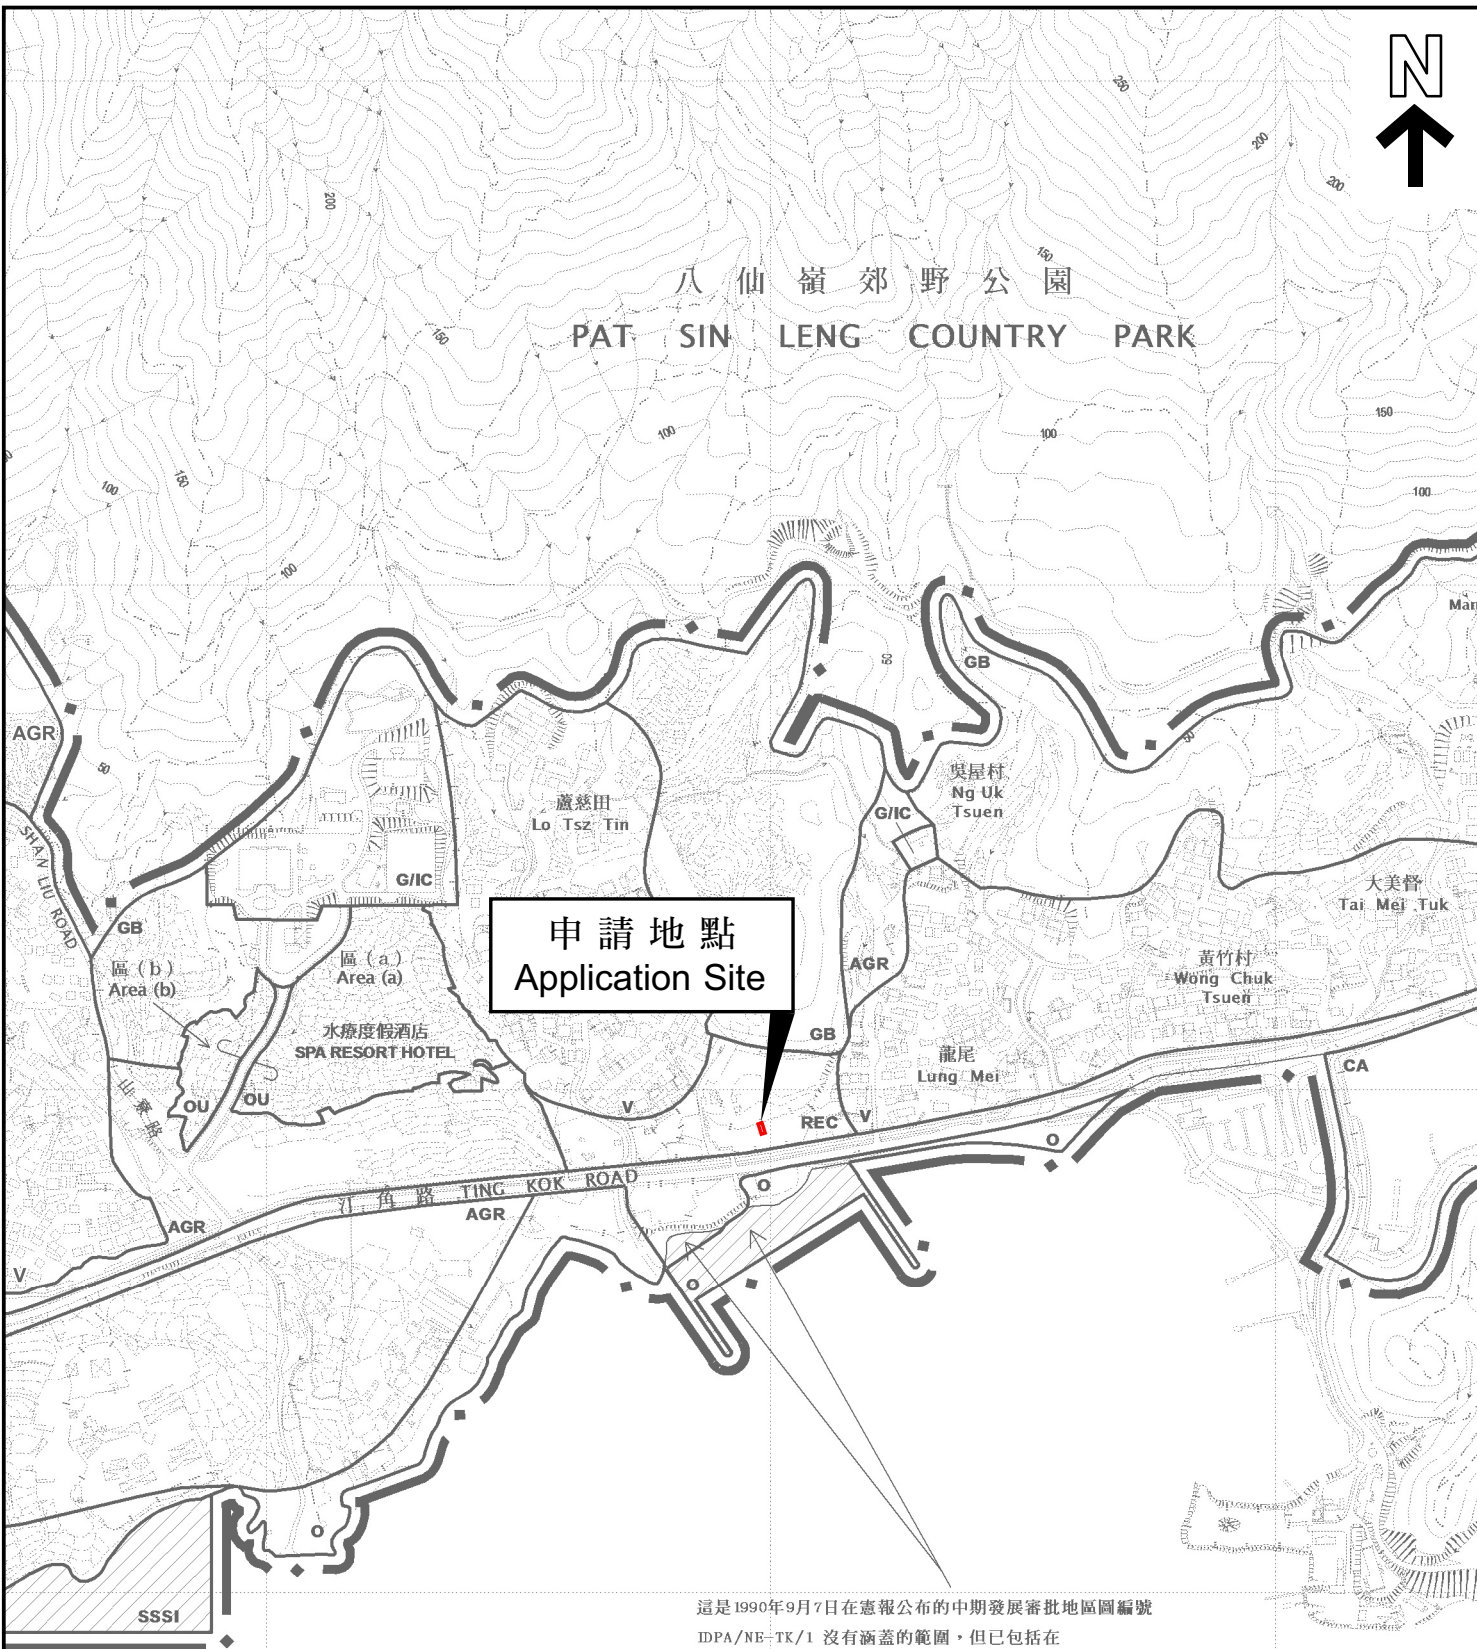 N
250
200
200
200
150
八仙嶺郊野公園
PAT SIN LENG COUNTRY PARK
150
150
100
100
100
150
100
100
50
Man
GB
AGR
50
50
吳屋村
Ng Uk
Tsuen
蘆慈田
Lo Tsz Tin
G/IC
SHAN LIU ROAD
G/IC
大美督
Tai Mei Tuk
申請地點
Application Site
GB
區(a)
Area (a)
區(b)
Area (b)
AGR
黃竹村
Wong Chuk
Tsuen
水療度假酒店
SPA RESORT HOTEL
GB
龍尾
Lung Mei
CA
山寮路
OU
OU
V
REC
V
O
汀角路 TING KOK ROAD
O
AGR
AGR
V
O
O
SSSI
這是1990年9月7日在憲報公布的中期發展審批地區圖編號
IDPA/NE-TK/1 沒有涵蓋的範圍,但已包括在